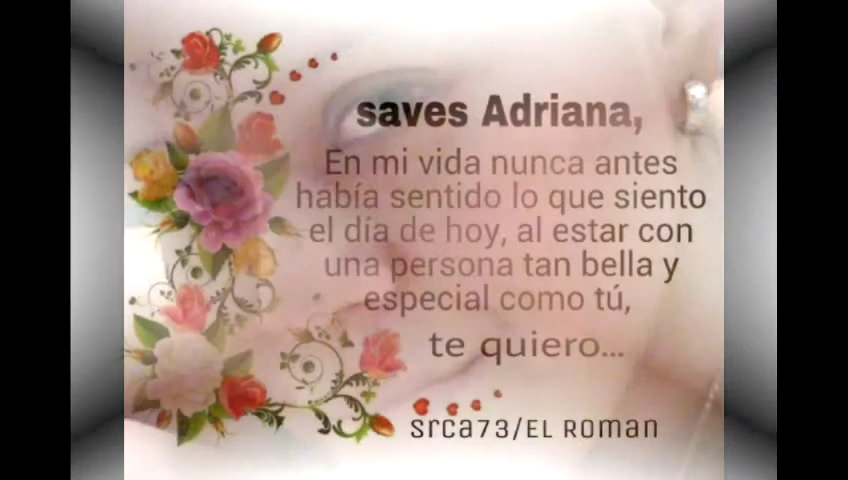 saves Adriana,
En mi vida nunca antes
había sentido lo que siento
el día de hoy, al estar con
una persona tan bella y
especial como tú,
te quiero...
srca73/EL Roman